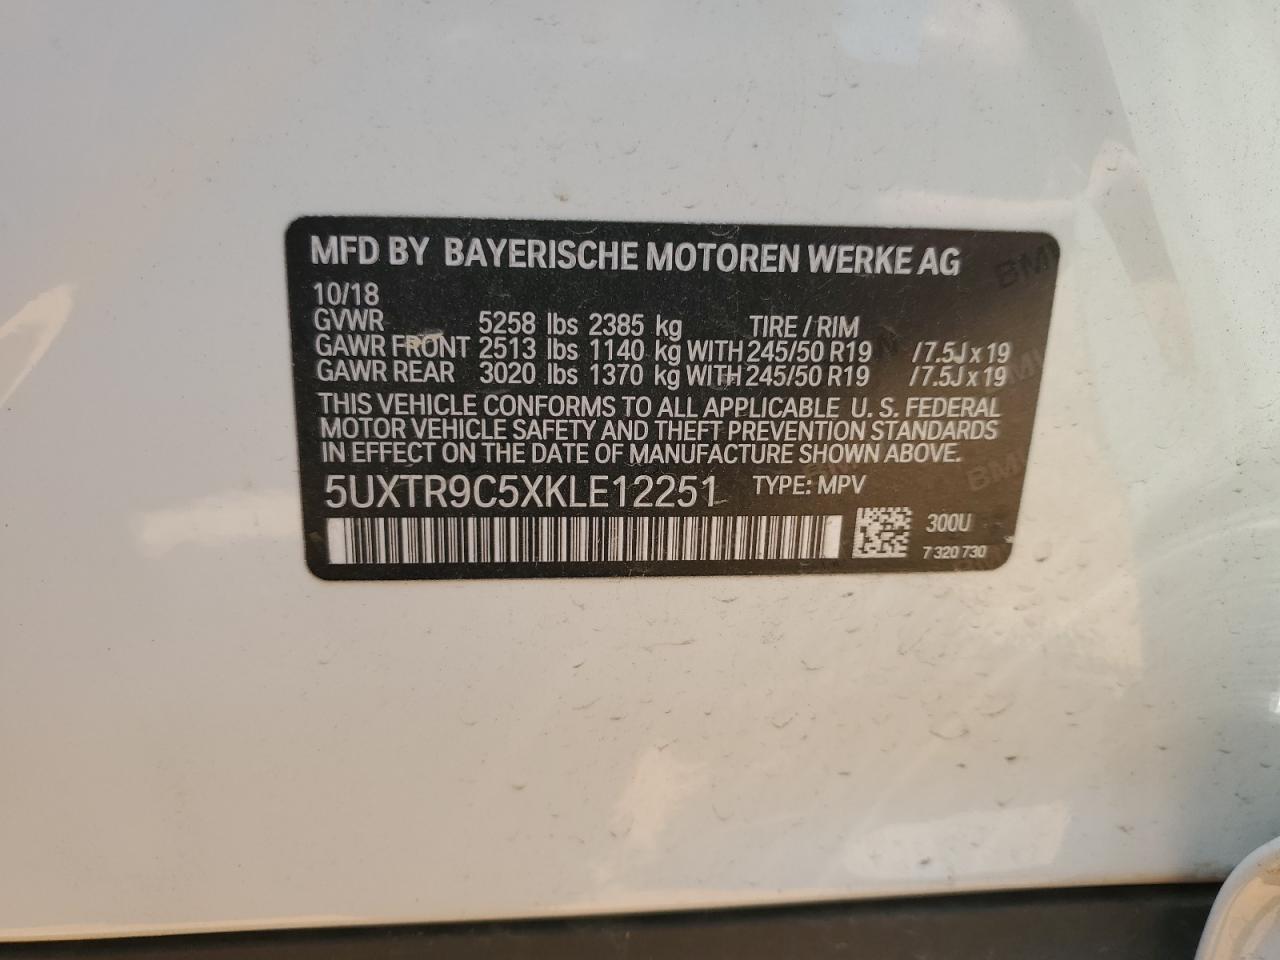 MFD BY BAYERISCHE MOTOREN WERKE AG
10/18
GVWR 5258 lbs 2385 kg TIRE / RIM
GAWR FRONT 2513 lbs 1140 kg WITH 245/50 R19 /7.5J x 19
GAWR REAR 3020 lbs 1370 kg WITH 245/50 R19 /7.5J x 19
THIS VEHICLE CONFORMS TO ALL APPLICABLE U. S. FEDERAL
MOTOR VEHICLE SAFETY AND THEFT PREVENTION STANDARDS
IN EFFECT ON THE DATE OF MANUFACTURE SHOWN ABOVE.
5UXTR9C5XKLE12251 TYPE: MPV
300U
7 320 730